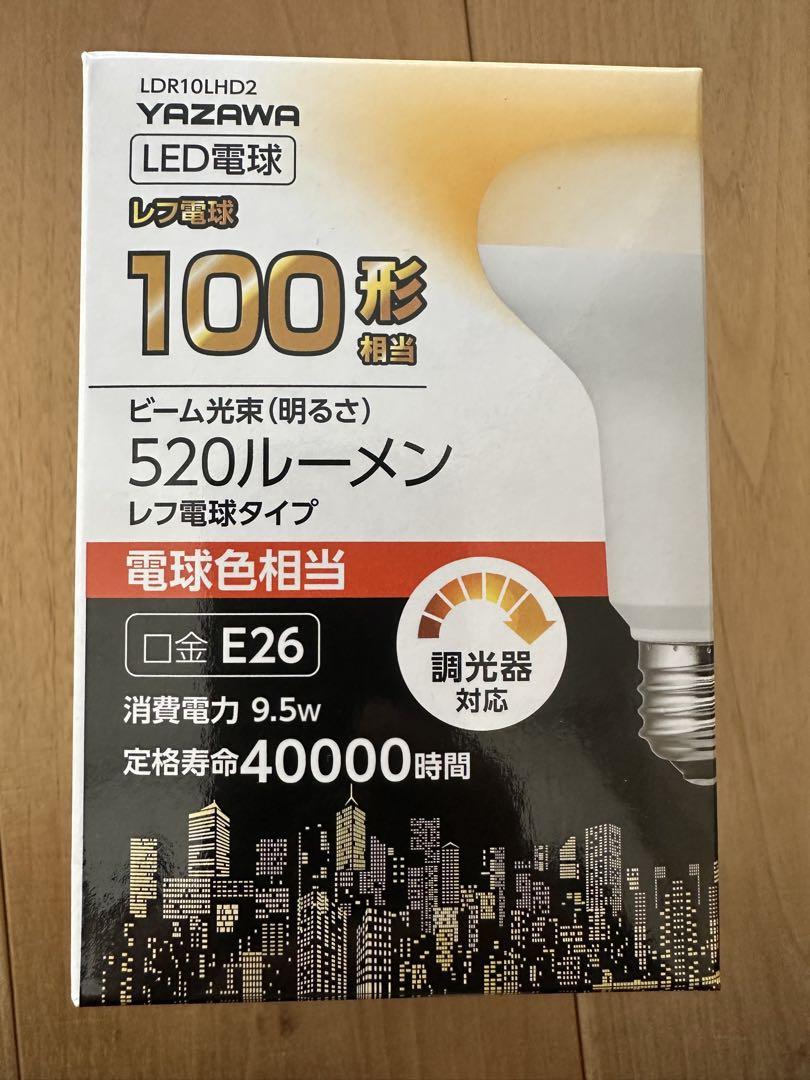 LDR10LHD2
YAZAWA
LED電球
レフ電球
100形
相当
ビーム光束(明るさ)
520ルーメン
レフ電球タイプ
電球色相当
口金 E26
調光器
対応
消費電力 9.5W
定格寿命40000時間